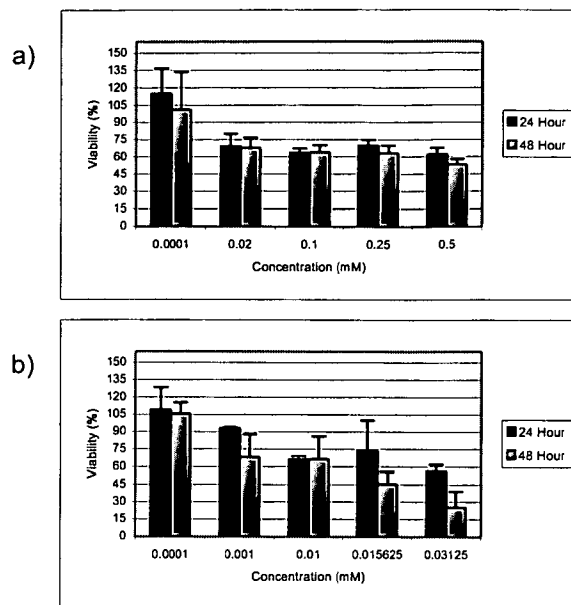 a)
Viability (%)
150
135
120
105
90
75
60
45
30
15
0
0.0001 0.02 0.1 0.25 0.5
Concentration (mM)
24 Hour
48 Hour
b)
Viability (%)
150
135
120
105
90
75
60
45
30
15
0
0.0001 0.001 0.01 0.015625 0.03125
Concentration (mM)
24 Hour
48 Hour